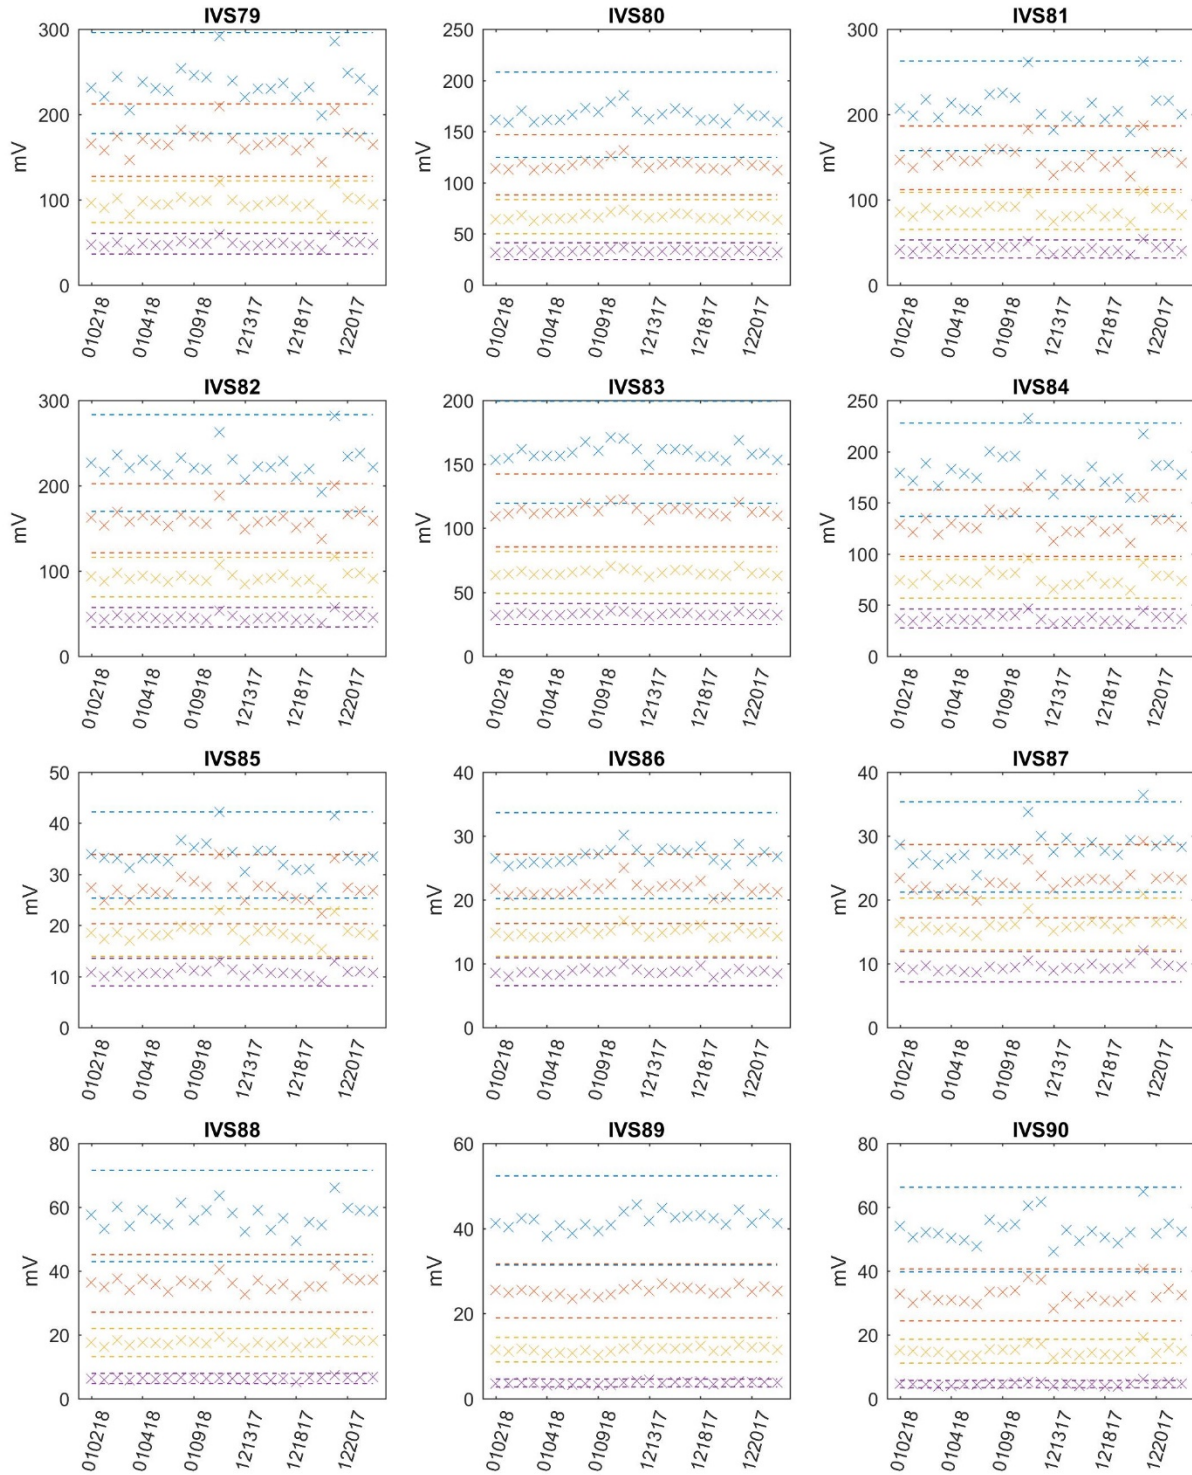 IVS79 IVS80 IVS81
300 250 300
200
200 200
150
mV mV mV
100
100 100
50
0 0 0
010218 010418 010918 121317 121817 122017 010218 010418 010918 121317 121817 122017 010218 010418 010918 121317 121817 122017
IVS82 IVS83 IVS84
300 200 250
200
200 150
150
mV mV mV
100
100
100
50 50
0 0 0
010218 010418 010918 121317 121817 122017 010218 010418 010918 121317 121817 122017 010218 010418 010918 121317 121817 122017
IVS85 IVS86 IVS87
50 40 40
40
30 30
30
mV mV mV
20 20
20
10 10 10
0 0 0
010218 010418 010918 121317 121817 122017 010218 010418 010918 121317 121817 122017 010218 010418 010918 121317 121817 122017
IVS88 IVS89 IVS90
80 60 80
60 60
40
mV mV mV
40 40
20
20 20
0 0 0
010218 010418 010918 121317 121817 122017 010218 010418 010918 121317 121817 122017 010218 010418 010918 121317 121817 122017